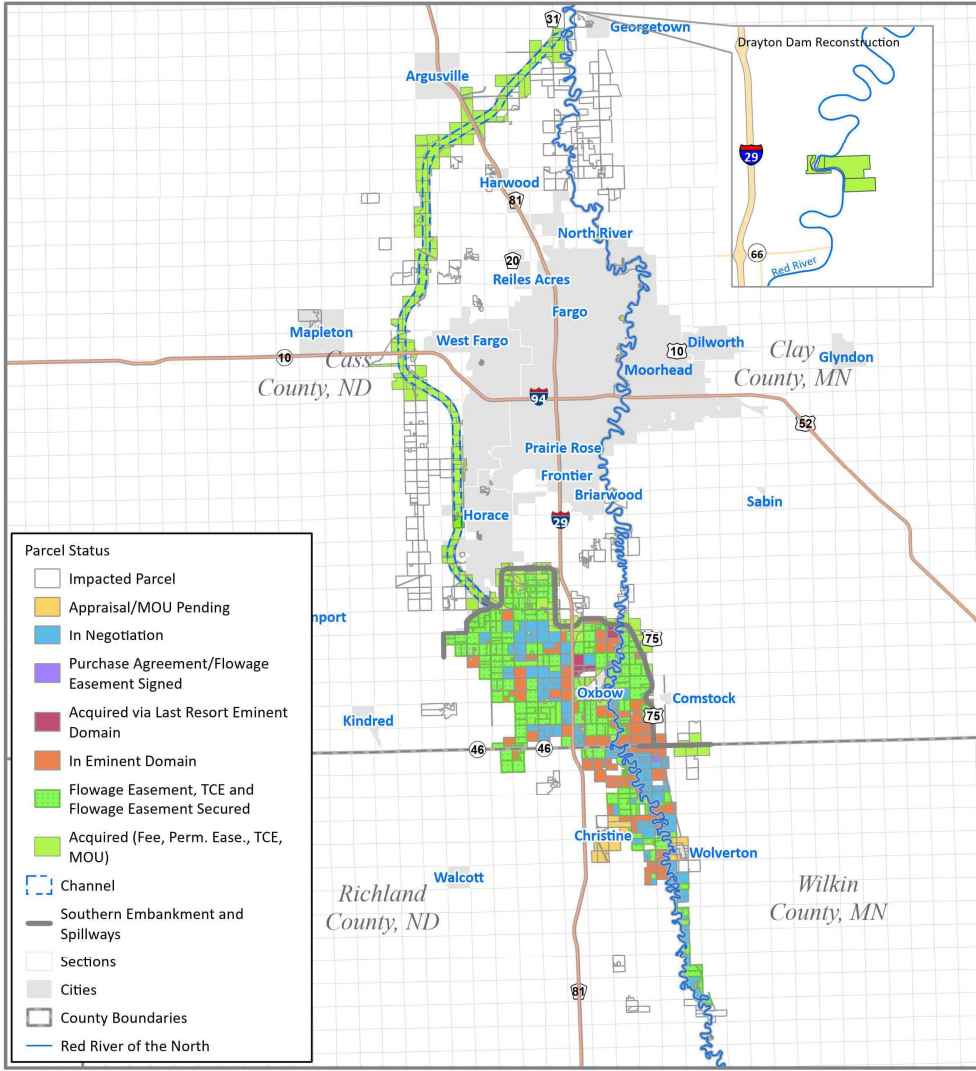 31
Georgetown
Drayton Dam Reconstruction
Argusville
29
Harwood
81
North River
66
Red River
20
Reiles Acres
Fargo
Mapleton
West Fargo
10
Dilworth
10
Cass
County, ND
Moorhead
Clay
County, MN
Glyndon
94
52
Prairie Rose
Frontier
Briarwood
Sabin
Horace
29
nport
75
Oxbow
Comstock
75
Kindred
46
46
Christine
Wolverton
Walcott
Richland
County, ND
Wilkin
County, MN
81
Parcel Status
Impacted Parcel
Appraisal/MOU Pending
In Negotiation
Purchase Agreement/Flowage
Easement Signed
Acquired via Last Resort Eminent
Domain
In Eminent Domain
Flowage Easement, TCE and
Flowage Easement Secured
Acquired (Fee, Perm. Ease., TCE,
MOU)
Channel
Southern Embankment and
Spillways
Sections
Cities
County Boundaries
Red River of the North